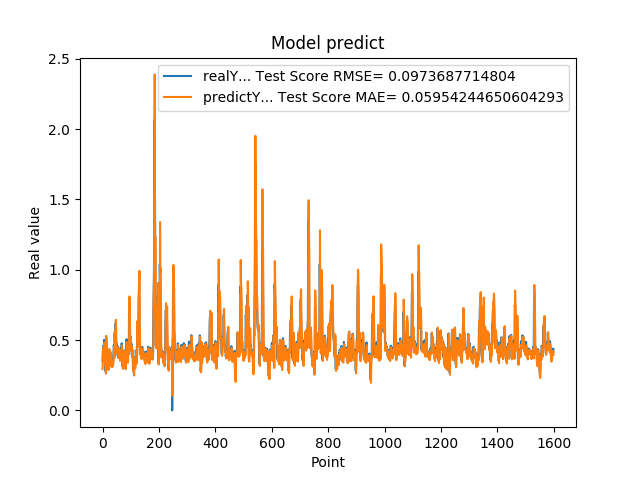 Model predict
realY... Test Score RMSE= 0.0973687714804
predictY... Test Score MAE= 0.05954244650604293
Real value
2.5
2.0
1.5
1.0
0.5
0.0
0 200 400 600 800 1000 1200 1400 1600
Point